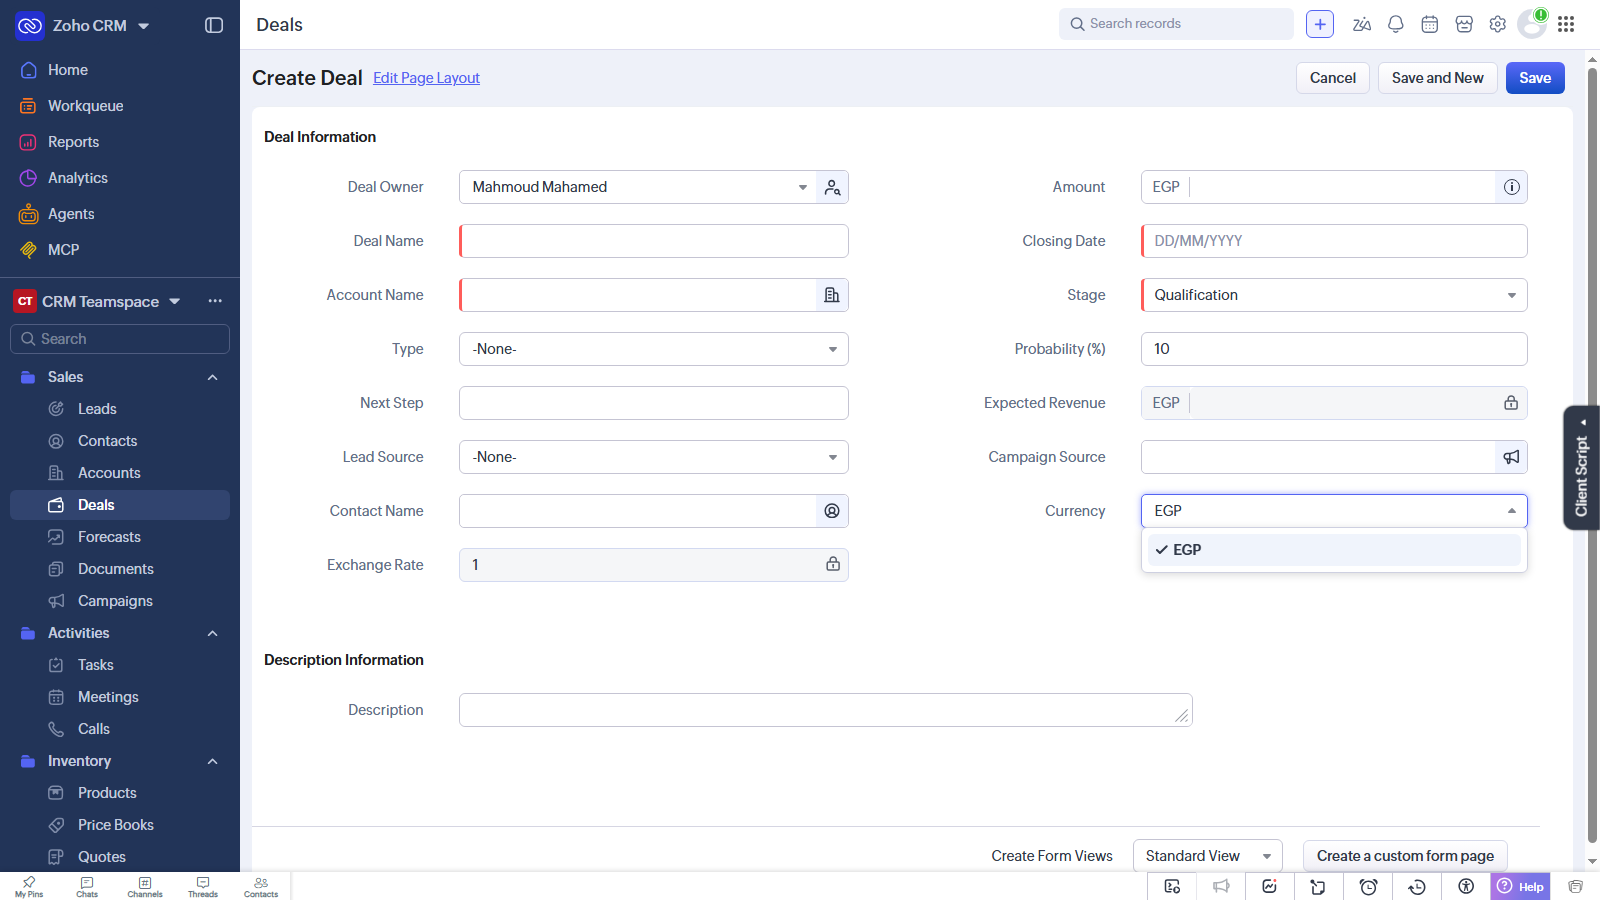 Zoho CRM
Deals
Search records
Home
Workqueue
Reports
Analytics
Agents
MCP
CT CRM Teamspace
Search
Sales
Leads
Contacts
Accounts
Deals
Forecasts
Documents
Campaigns
Activities
Tasks
Meetings
Calls
Inventory
Products
Price Books
Quotes
Create Deal Edit Page Layout
Cancel Save and New Save
Deal Information
Deal Owner Mahmoud Mahamed
Amount EGP
Deal Name
Closing Date DD/MM/YYYY
Account Name
Stage Qualification
Type -None-
Probability (%) 10
Next Step
Expected Revenue EGP
Lead Source -None-
Campaign Source
Contact Name
Currency EGP
EGP
Exchange Rate 1
Description Information
Description
Client Script
Create Form Views Standard View Create a custom form page
My Pins Chats Channels Threads Contacts
Help